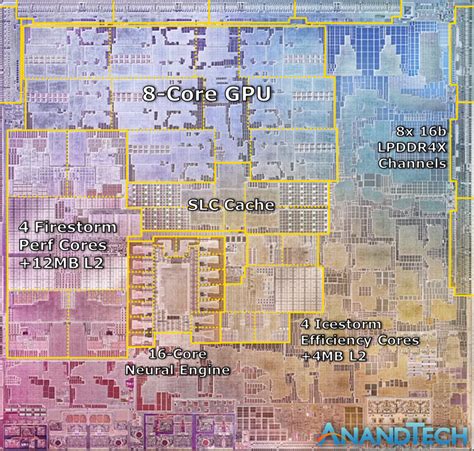 8-Core GPU
8x 16b
LPDDR4X
Channels
SLC Cache
4 Firestorm
Perf Cores
+12MB L2
4 Icestorm
Efficiency Cores
+4MB L2
16-Core
Neural Engine
ANANDTECH